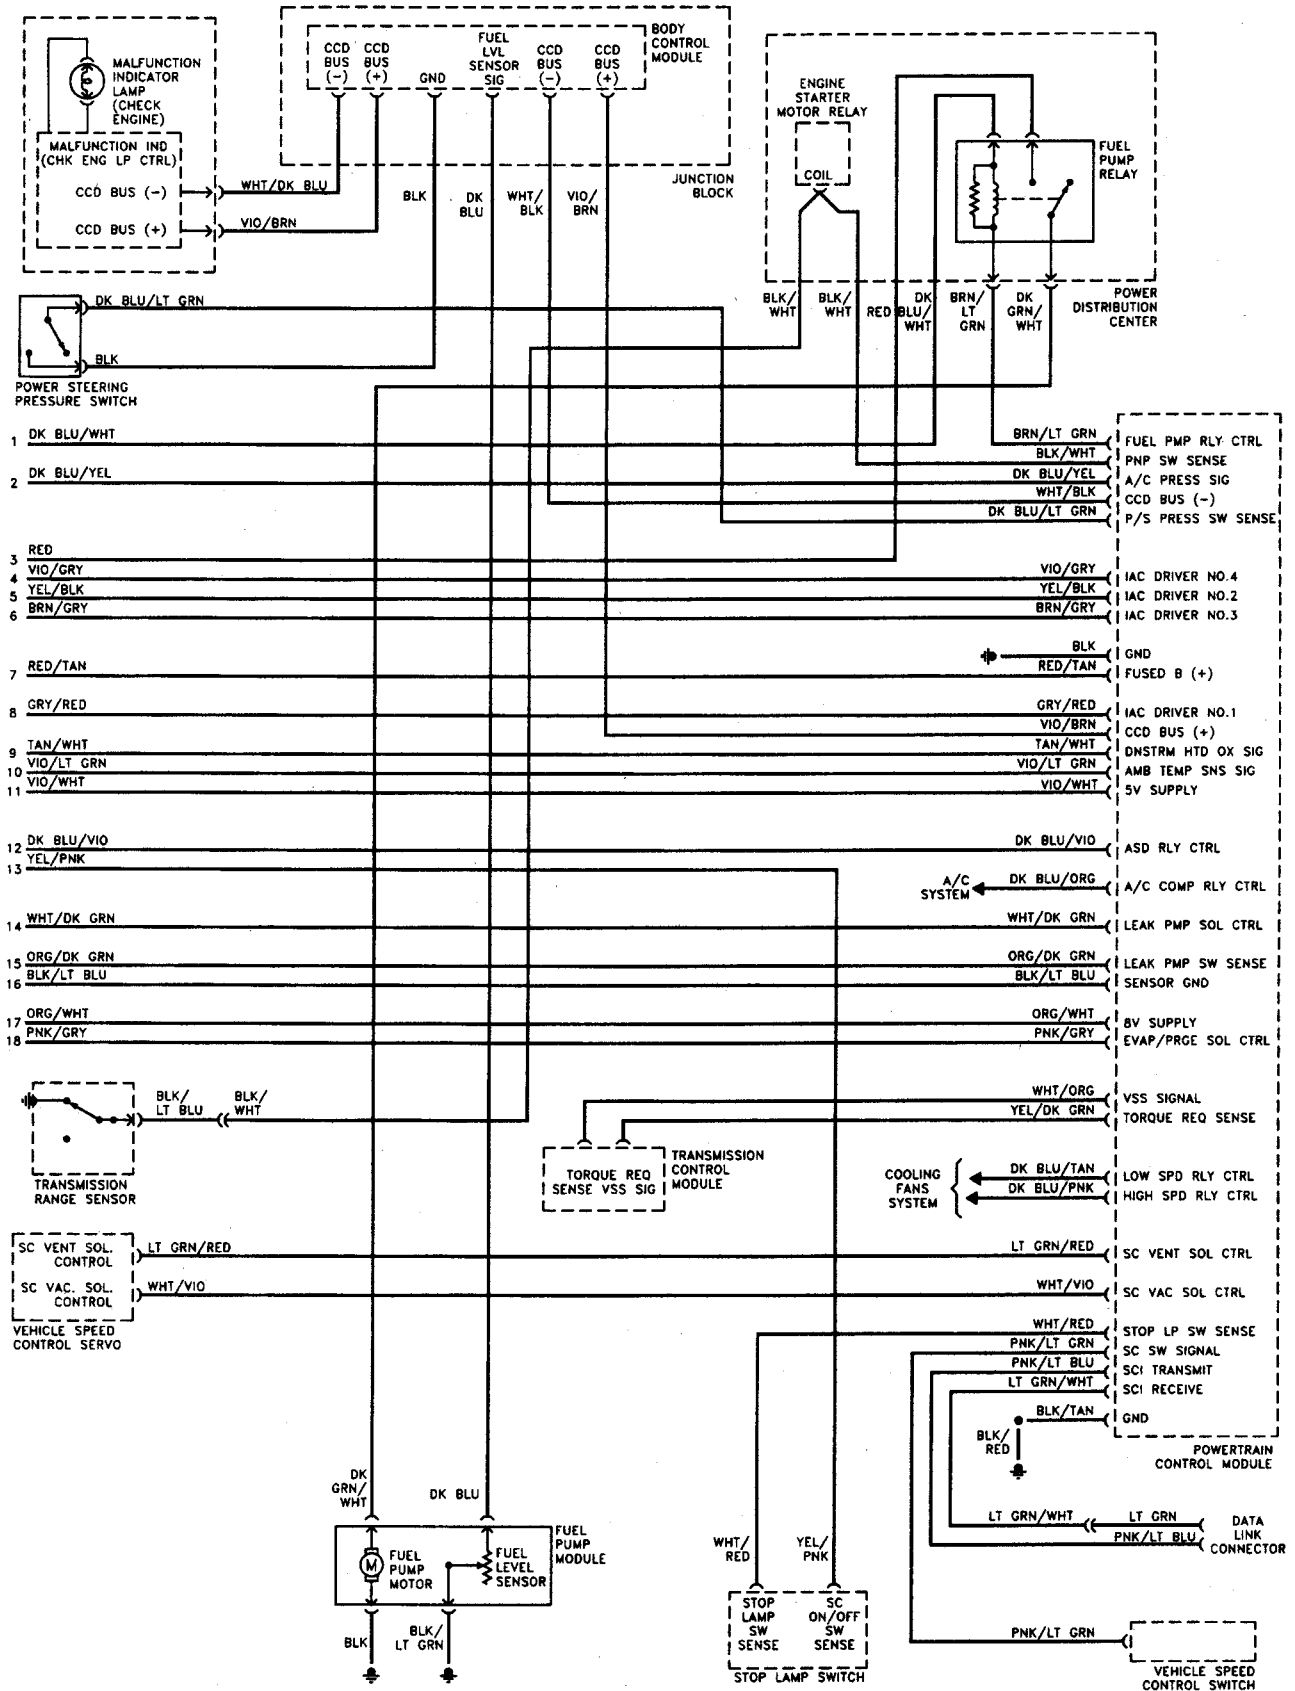 MALFUNCTION
INDICATOR
LAMP
(CHECK
ENGINE)
MALFUNCTION IND
(CHK ENG LP CTRL)
CCD BUS (-)
CCD BUS (+)
WHT/DK BLU
VIO/BRN
CCD
BUS
(-)
CCD
BUS
(+)
GND
FUEL
LVL
SENSOR
SIG
CCD
BUS
(-)
CCD
BUS
(+)
BODY
CONTROL
MODULE
JUNCTION
BLOCK
BLK
DK
BLU
WHT/
BLK
VIO/
BRN
ENGINE
STARTER
MOTOR RELAY
COIL
FUEL
PUMP
RELAY
BLK/
WHT
BLK/
WHT
RED
DK
BLU/
WHT
BRN/
LT
GRN
DK
GRN/
WHT
POWER
DISTRIBUTION
CENTER
DK BLU/LT GRN
BLK
POWER STEERING
PRESSURE SWITCH
1 DK BLU/WHT
BRN/LT GRN FUEL PMP RLY CTRL
BLK/WHT PNP SW SENSE
2 DK BLU/YEL DK BLU/YEL A/C PRESS SIG
WHT/BLK CCD BUS (-)
DK BLU/LT GRN P/S PRESS SW SENSE
3 RED
4 VIO/GRY VIO/GRY IAC DRIVER NO.4
5 YEL/BLK YEL/BLK IAC DRIVER NO.2
6 BRN/GRY BRN/GRY IAC DRIVER NO.3
BLK GND
7 RED/TAN RED/TAN FUSED B (+)
8 GRY/RED GRY/RED IAC DRIVER NO.1
VIO/BRN CCD BUS (+)
9 TAN/WHT TAN/WHT DNSTRM HTD OX SIG
10 VIO/LT GRN VIO/LT GRN AMB TEMP SNS SIG
11 VIO/WHT VIO/WHT 5V SUPPLY
12 DK BLU/VIO DK BLU/VIO ASD RLY CTRL
13 YEL/PNK
A/C
SYSTEM
DK BLU/ORG A/C COMP RLY CTRL
14 WHT/DK GRN WHT/DK GRN LEAK PMP SOL CTRL
15 ORG/DK GRN ORG/DK GRN LEAK PMP SW SENSE
16 BLK/LT BLU BLK/LT BLU SENSOR GND
17 ORG/WHT ORG/WHT 8V SUPPLY
18 PNK/GRY PNK/GRY EVAP/PRGE SOL CTRL
BLK/
LT BLU
BLK/
WHT
TRANSMISSION
RANGE SENSOR
WHT/ORG VSS SIGNAL
YEL/DK GRN TORQUE REQ SENSE
TORQUE REQ
SENSE VSS SIG
TRANSMISSION
CONTROL
MODULE
COOLING
FANS
SYSTEM
DK BLU/TAN LOW SPD RLY CTRL
DK BLU/PNK HIGH SPD RLY CTRL
SC VENT SOL.
CONTROL
LT GRN/RED LT GRN/RED SC VENT SOL CTRL
SC VAC. SOL.
CONTROL
WHT/VIO WHT/VIO SC VAC SOL CTRL
VEHICLE SPEED
CONTROL SERVO
WHT/RED STOP LP SW SENSE
PNK/LT GRN SC SW SIGNAL
PNK/LT BLU SCI TRANSMIT
LT GRN/WHT SCI RECEIVE
BLK/TAN GND
BLK/
RED
POWERTRAIN
CONTROL MODULE
DK
GRN/
WHT
DK BLU
FUEL
PUMP
MODULE
M
FUEL
PUMP
MOTOR
FUEL
LEVEL
SENSOR
BLK
BLK/
LT GRN
WHT/
RED
YEL/
PNK
STOP
LAMP
SW
SENSE
SC
ON/OFF
SW
SENSE
STOP LAMP SWITCH
LT GRN/WHT LT GRN
PNK/LT BLU
DATA
LINK
CONNECTOR
PNK/LT GRN
VEHICLE SPEED
CONTROL SWITCH